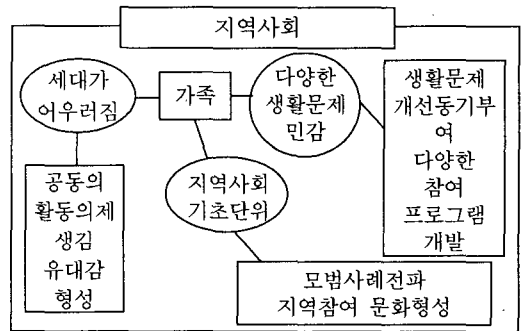 지역사회
세대가
어우러짐
가족
다양한
생활문제
민감
생활문제
개선동기부
여
다양한
참여
프로그램
개발
공동의
활동의제
생김
유대감
형성
지역사회
기초단위
모범사례전파
지역참여 문화형성